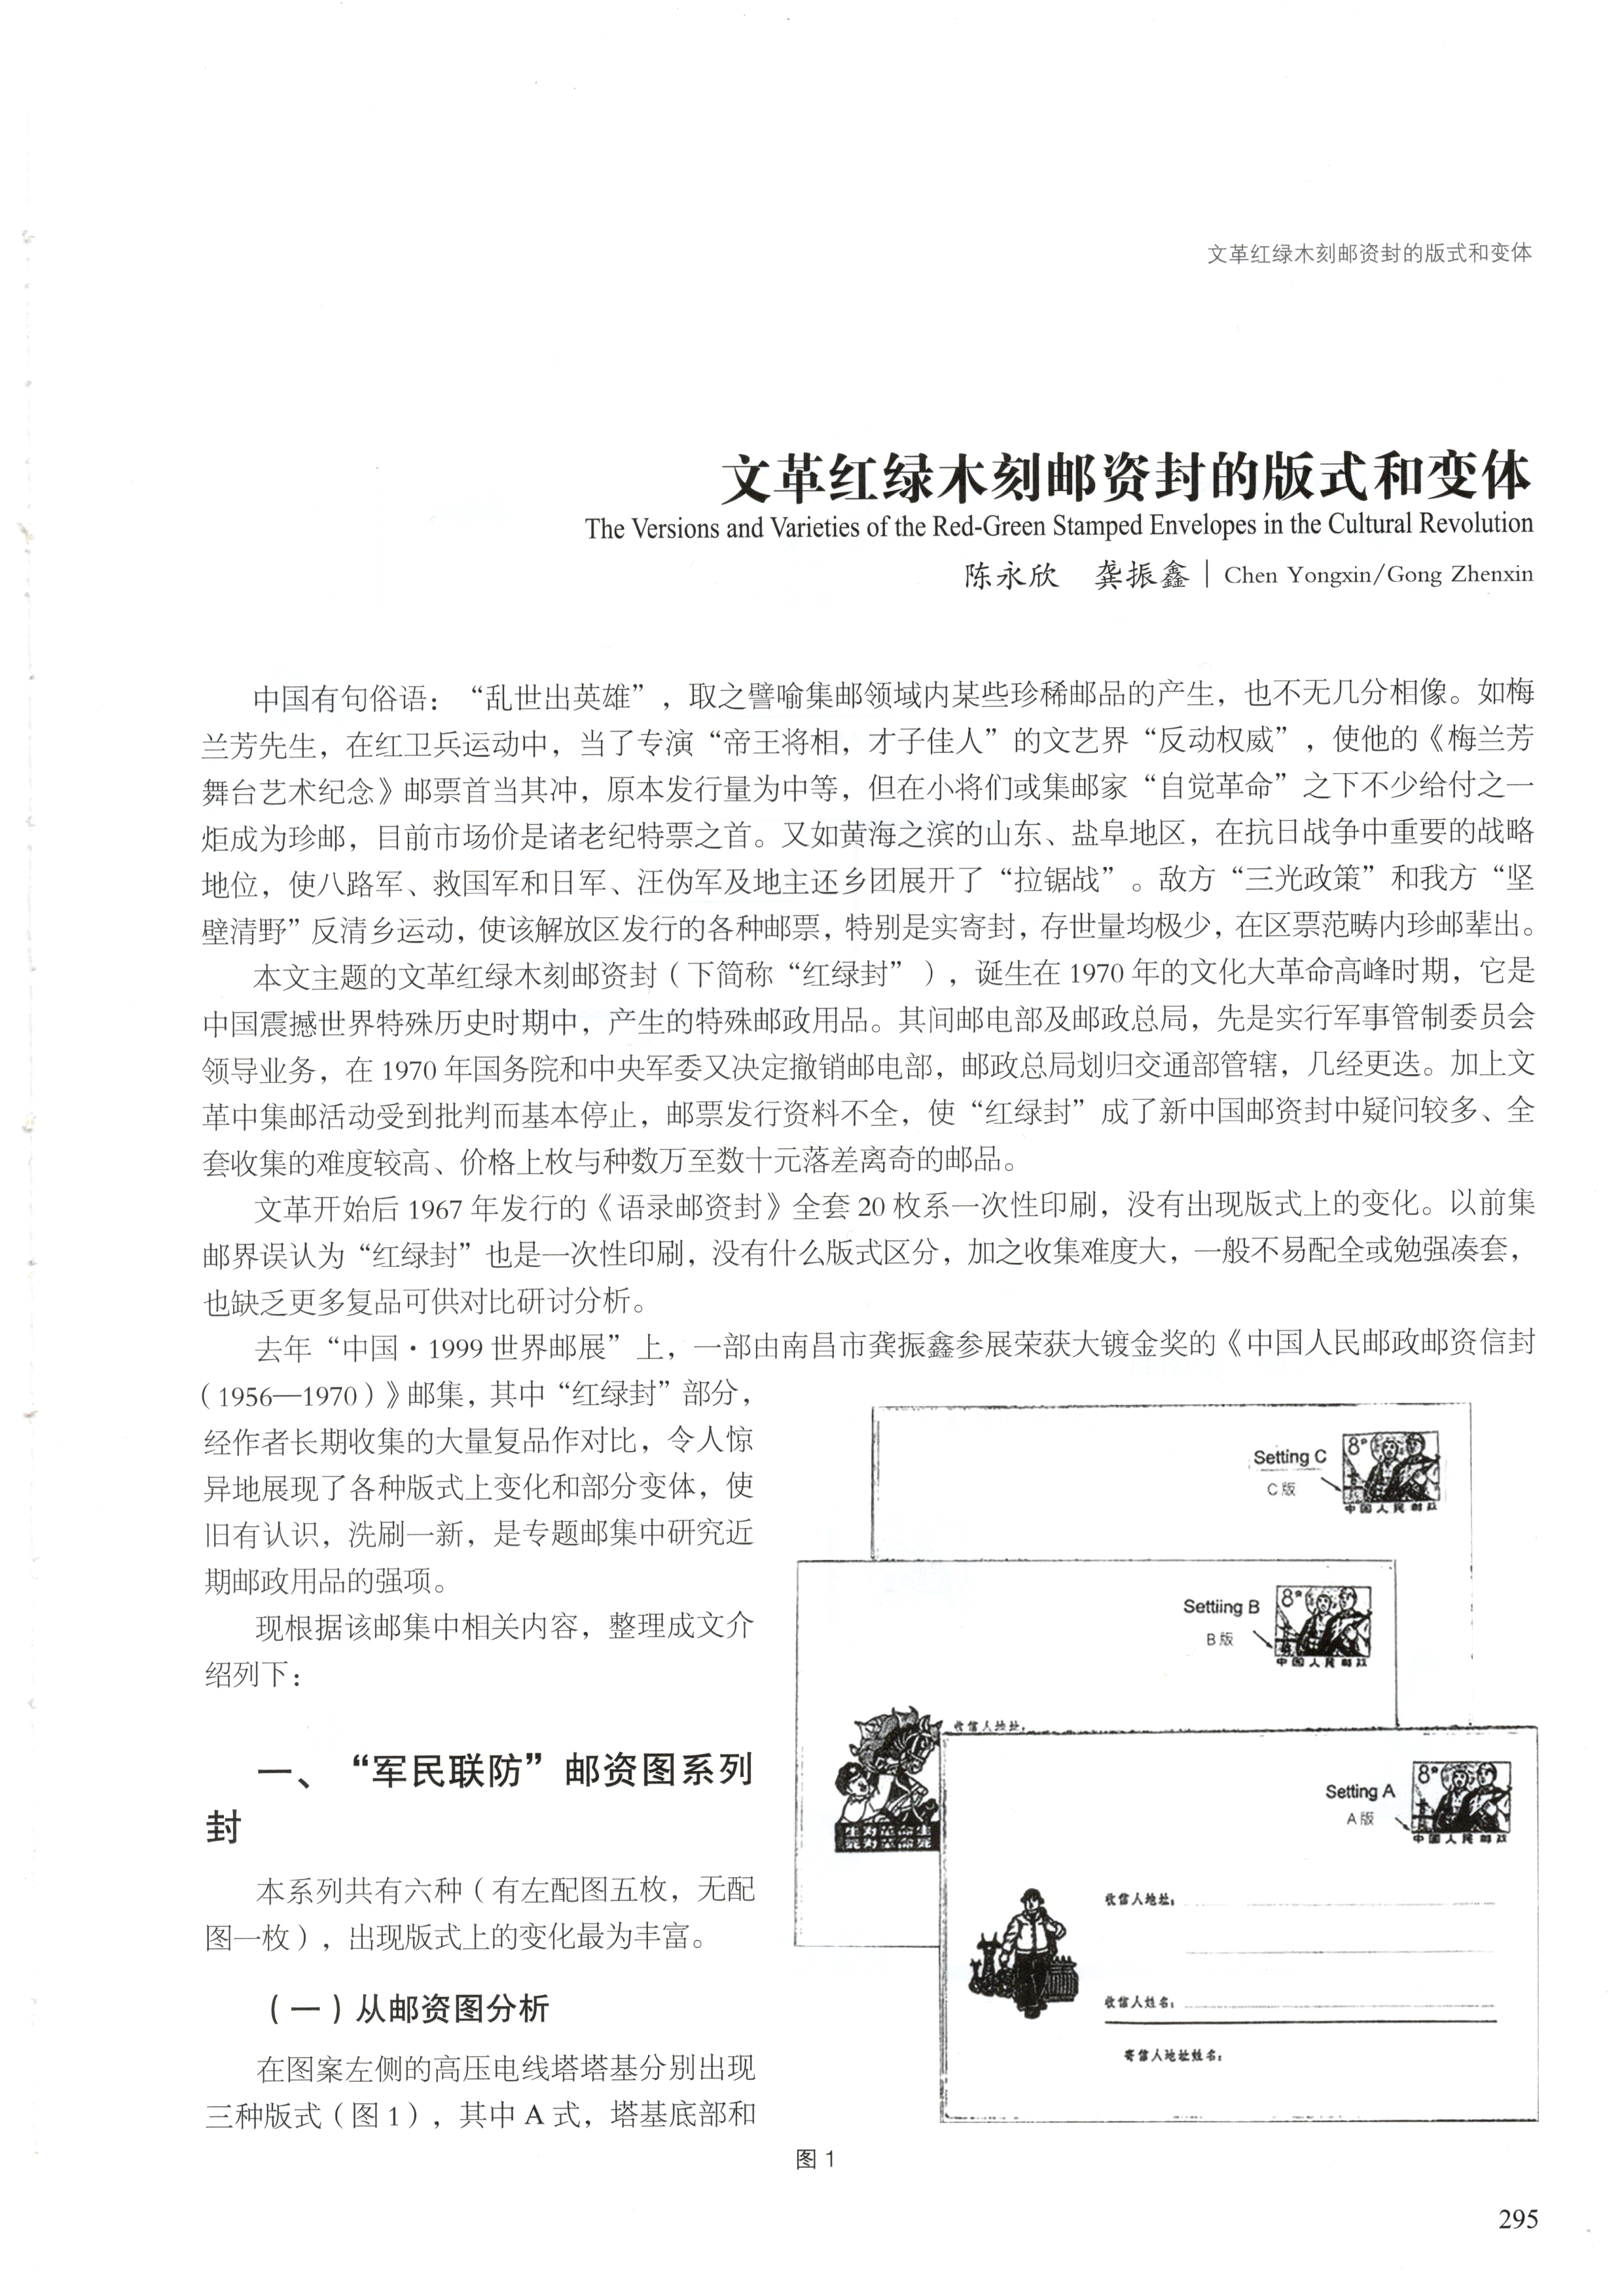 文革红绿木刻邮资封的版式和变体
文革红绿木刻邮资封的版式和变体
The Versions and Varieties of the Red-Green Stamped Envelopes in the Cultural Revolution
陈永欣 龚振鑫 | Chen Yongxin/Gong Zhenxin
中国有句俗语：“乱世出英雄”，取之譬喻集邮领域内某些珍稀邮品的产生，也不无几分相像。如梅
兰芳先生，在红卫兵运动中，当了专演“帝王将相，才子佳人”的文艺界“反动权威”，使他的《梅兰芳
舞台艺术纪念》邮票首当其冲，原本发行量为中等，但在小将们或集邮家“自觉革命”之下不少给付之一
炬成为珍邮，目前市场价是诸老纪特票之首。又如黄海之滨的山东、盐阜地区，在抗日战争中重要的战略
地位，使八路军、救国军和日军、汪伪军及地主还乡团展开了“拉锯战”。敌方“三光政策”和我方“坚
壁清野”反清乡运动，使该解放区发行的各种邮票，特别是实寄封，存世量均极少，在区票范畴内珍邮辈出。
本文主题的文革红绿木刻邮资封（下简称“红绿封”），诞生在 1970 年的文化大革命高峰时期，它是
中国震撼世界特殊历史时期中，产生的特殊邮政用品。其间邮电部及邮政总局，先是实行军事管制委员会
领导业务，在 1970 年国务院和中央军委又决定撤销邮电部，邮政总局划归交通部管辖，几经更迭。加上文
革中集邮活动受到批判而基本停止，邮票发行资料不全，使“红绿封”成了新中国邮资封中疑问较多、全
套收集的难度较高、价格上枚与种数万至数十元落差离奇的邮品。
文革开始后 1967 年发行的《语录邮资封》全套 20 枚系一次性印刷，没有出现版式上的变化。以前集
邮界误认为“红绿封”也是一次性印刷，没有什么版式区分，加之收集难度大，一般不易配全或勉强凑套，
也缺乏更多复品可供对比研讨分析。
去年“中国·1999 世界邮展”上，一部由南昌市龚振鑫参展荣获大镀金奖的《中国人民邮政邮资信封
（1956—1970）》邮集，其中“红绿封”部分，
经作者长期收集的大量复品作对比，令人惊
异地展现了各种版式上变化和部分变体，使
旧有认识，洗刷一新，是专题邮集中研究近
期邮政用品的强项。
现根据该邮集中相关内容，整理成文介
绍列下：
一、“军民联防”邮资图系列
封
本系列共有六种（有左配图五枚，无配
图一枚），出现版式上的变化最为丰富。
（一）从邮资图分析
在图案左侧的高压电线塔塔基分别出现
三种版式（图 1），其中 A 式，塔基底部和
Setting C
C 版
8分
中国人民邮政
Settiing B
B 版
8分
中国人民邮政
收信人地址：
Setting A
A 版
8分
中国人民邮政
收信人地址：
收信人姓名：
寄信人地址姓名：
图 1
295